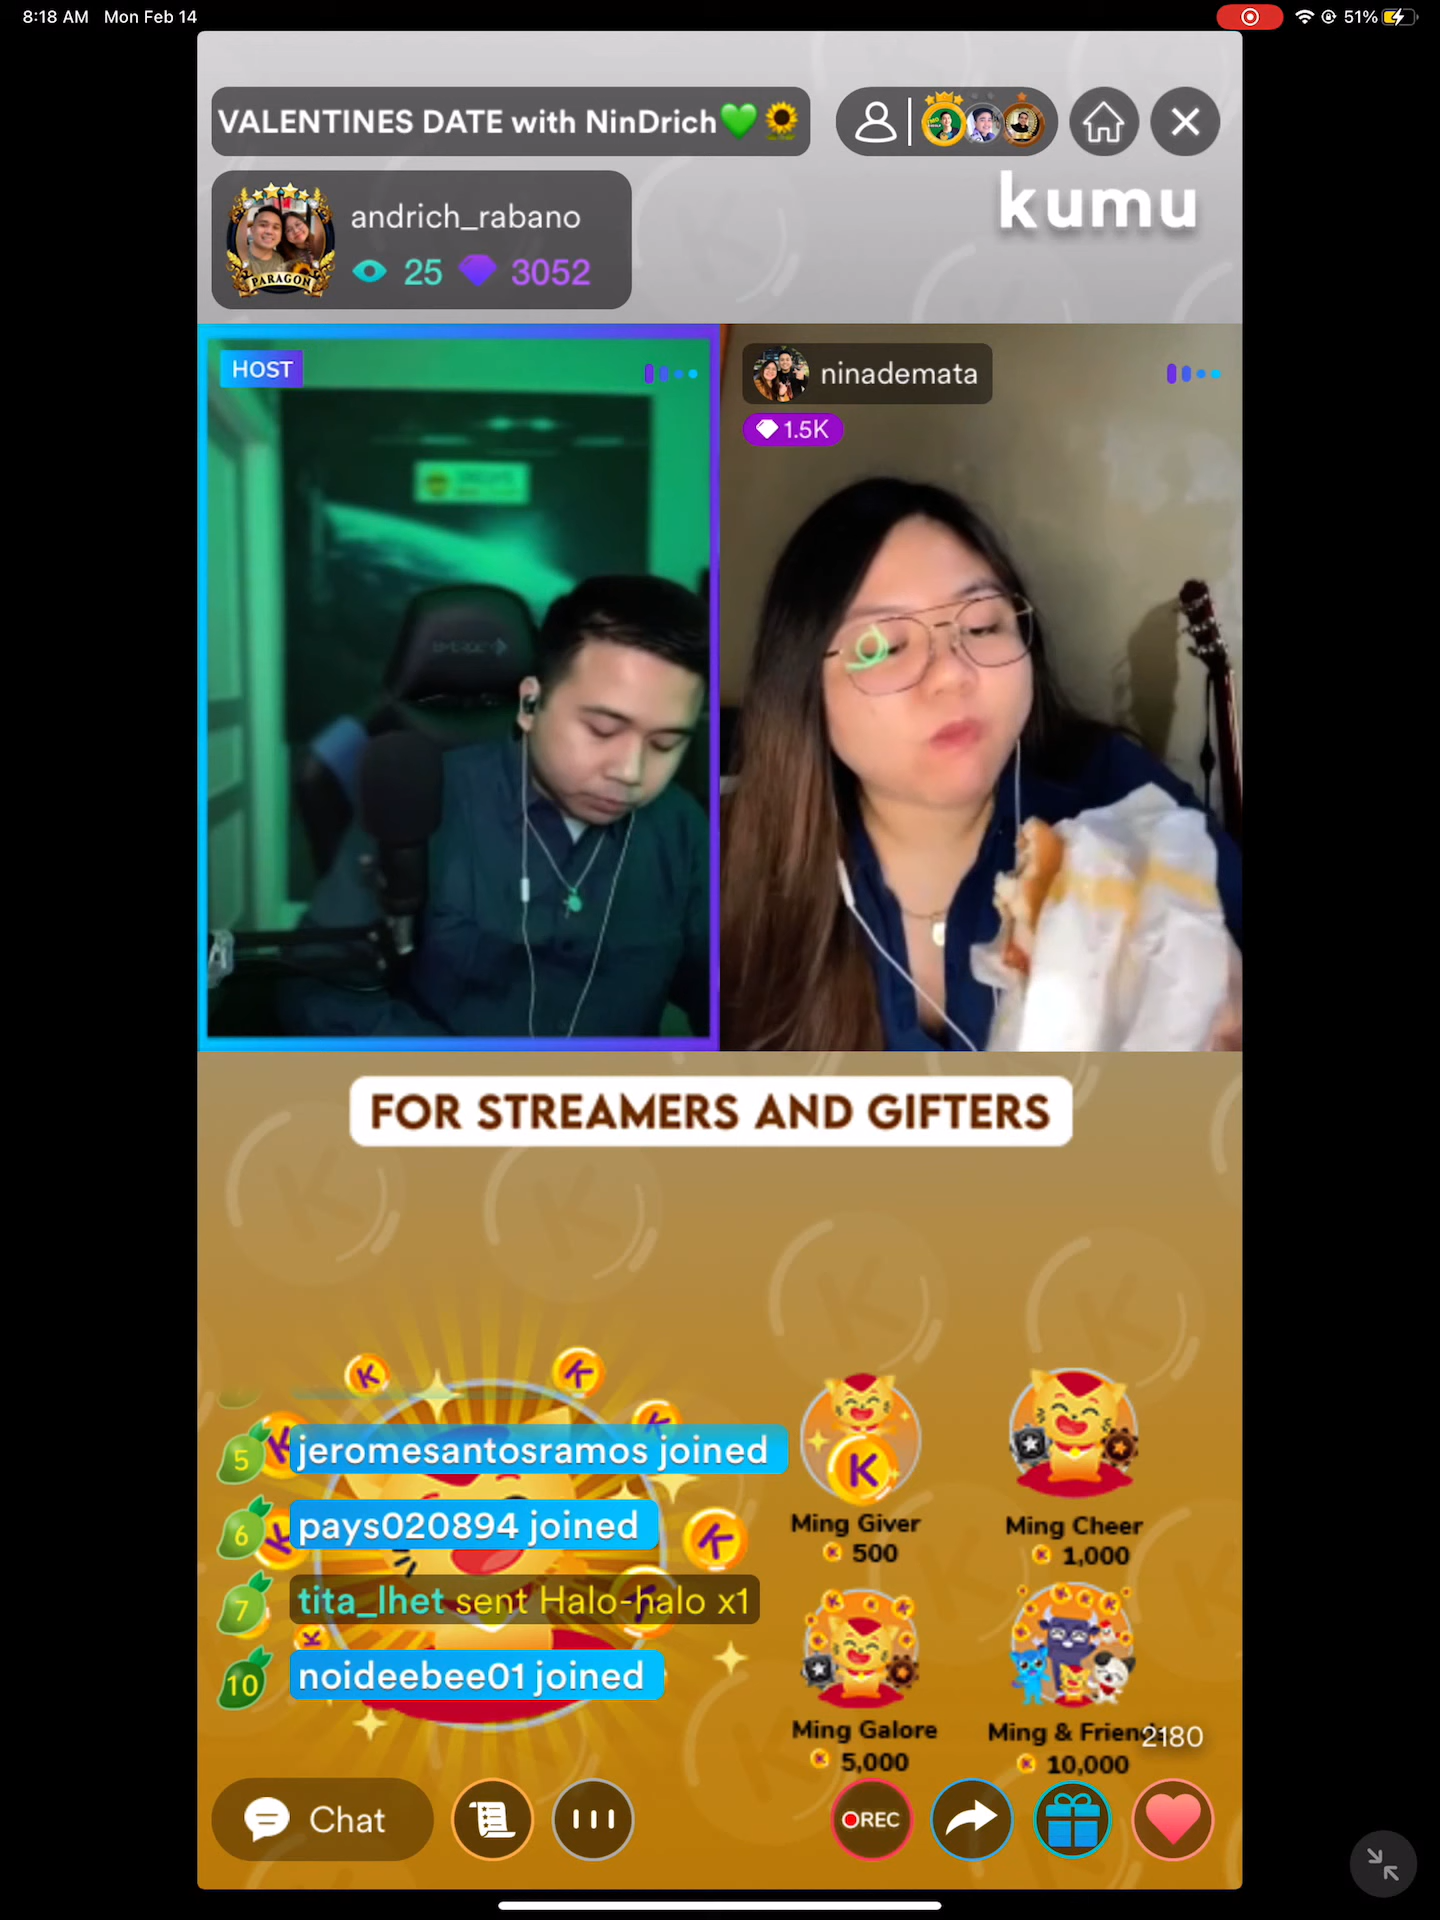 8:18 AM Mon Feb 14
51%
VALENTINES DATE with NinDrich
andrich_rabano
25 3052
PARAGON
kumu
HOST
ninademata
1.5K
FOR STREAMERS AND GIFTERS
5 jeromesantosramos joined
6 pays020894 joined
7 tita_lhet sent Halo-halo x1
10 noideebee01 joined
Ming Giver
500
Ming Cheer
1,000
Ming Galore
5,000
Ming & Friends
10,000
2180
Chat
REC